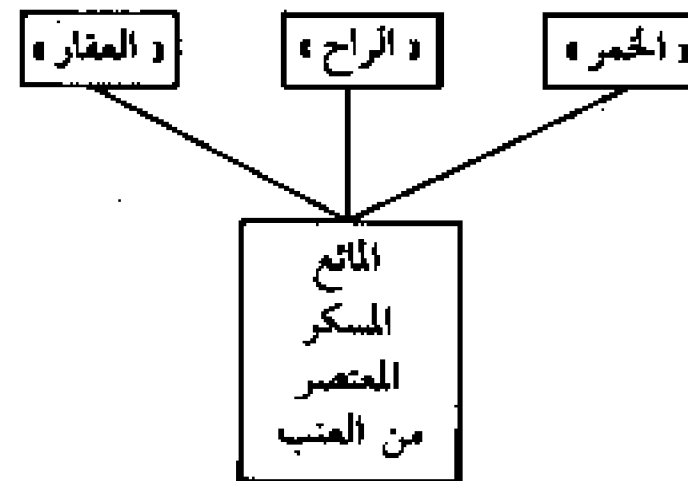 « الخمر »
« الراح »
« العقار »
المائع
المسكر
المعتصر
من العنب